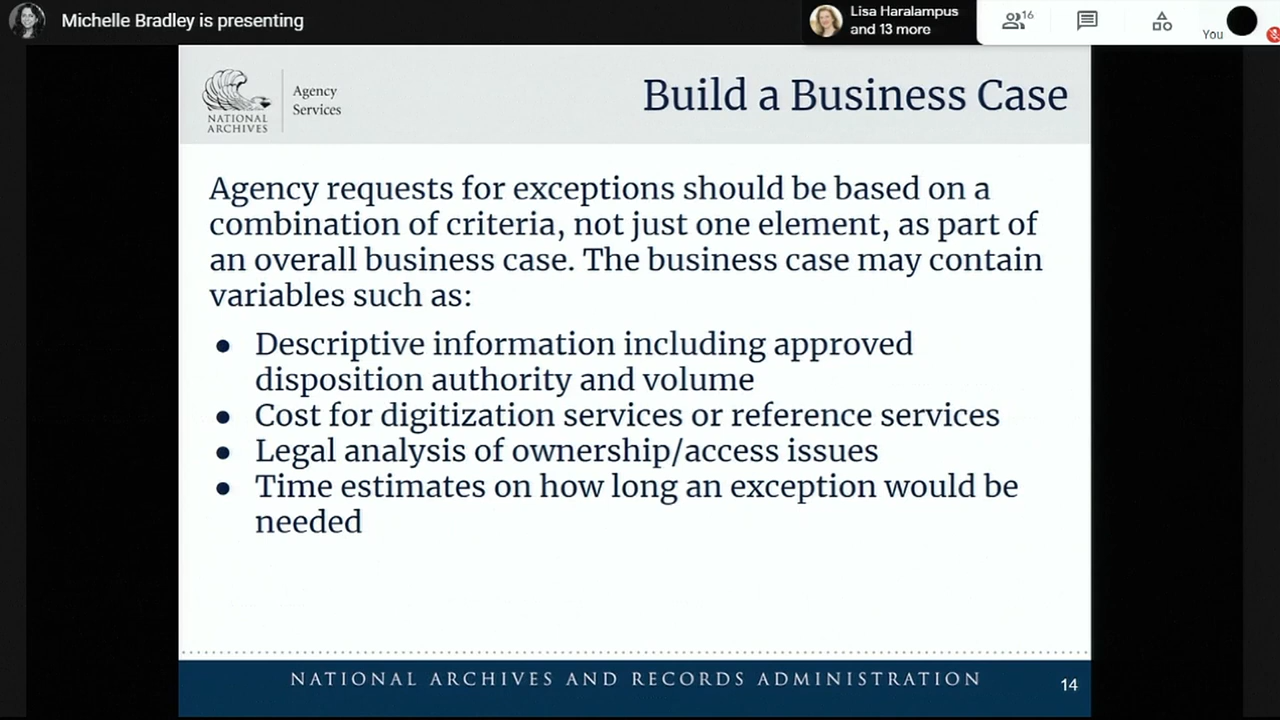 Michelle Bradley is presenting
Lisa Haralampus
and 13 more
16
You
NATIONAL
ARCHIVES
Agency
Services
Build a Business Case
Agency requests for exceptions should be based on a
combination of criteria, not just one element, as part of
an overall business case. The business case may contain
variables such as:
● Descriptive information including approved
disposition authority and volume
● Cost for digitization services or reference services
● Legal analysis of ownership/access issues
● Time estimates on how long an exception would be
needed
NATIONAL ARCHIVES AND RECORDS ADMINISTRATION
14